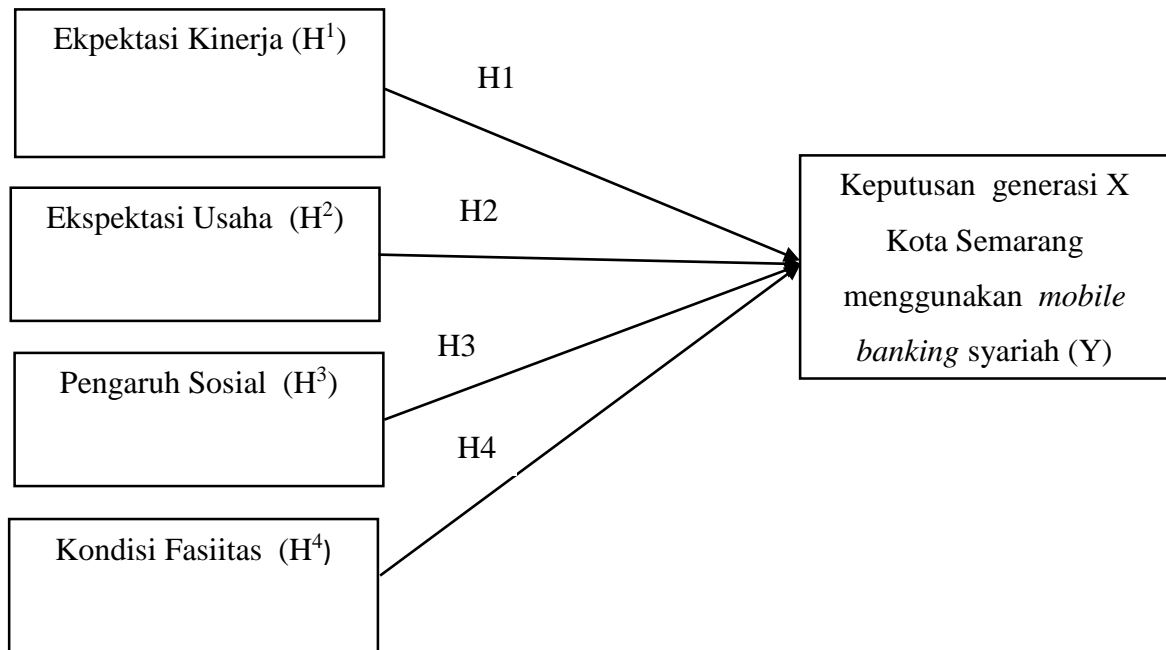 Ekpektasi Kinerja (H¹)
H1
Ekspektasi Usaha (H²)
H2
Pengaruh Sosial (H³)
H3
Kondisi Fasiitas (H⁴)
H4
Keputusan generasi X
Kota Semarang
menggunakan mobile
banking syariah (Y)